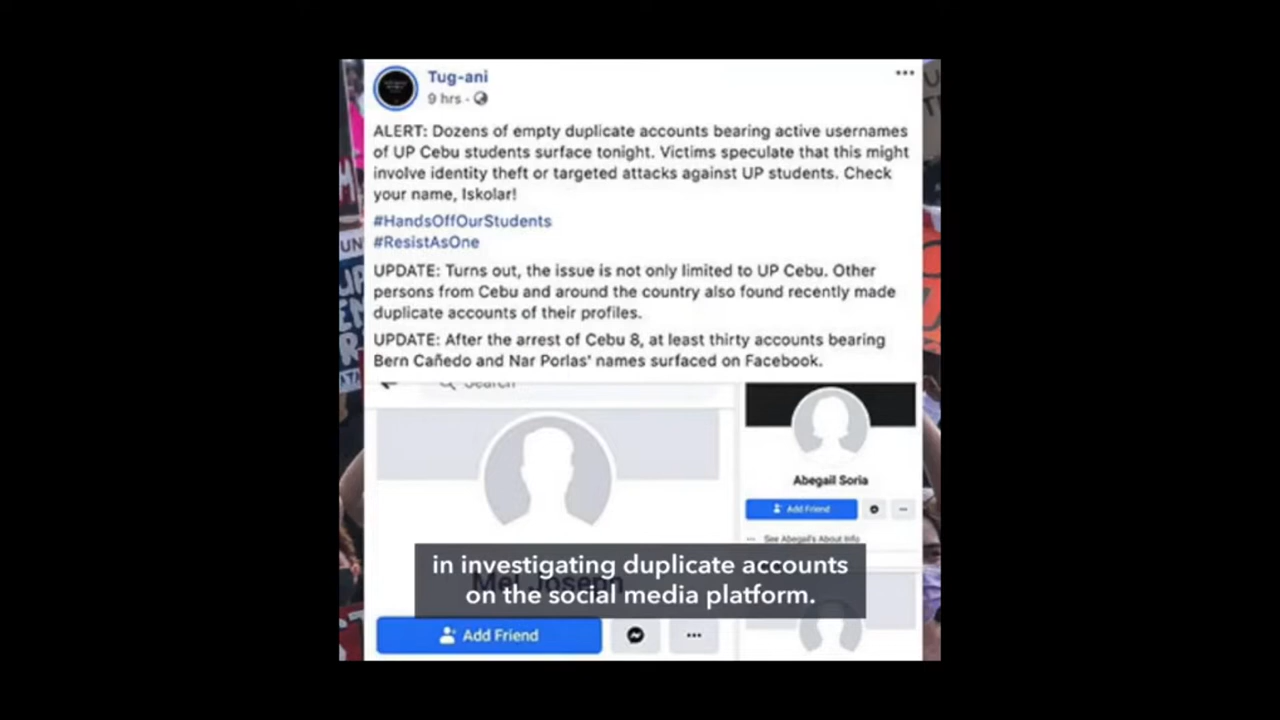 Tug-ani
9 hrs ·
ALERT: Dozens of empty duplicate accounts bearing active usernames
of UP Cebu students surface tonight. Victims speculate that this might
involve identity theft or targeted attacks against UP students. Check
your name, Iskolar!
#HandsOffOurStudents
#ResistAsOne
UPDATE: Turns out, the issue is not only limited to UP Cebu. Other
persons from Cebu and around the country also found recently made
duplicate accounts of their profiles.
UPDATE: After the arrest of Cebu 8, at least thirty accounts bearing
Bern Cañedo and Nar Porlas' names surfaced on Facebook.
Search
Abegail Soria
Add Friend
See Abegail's About Info
Mel Joseph
in investigating duplicate accounts
on the social media platform.
Add Friend